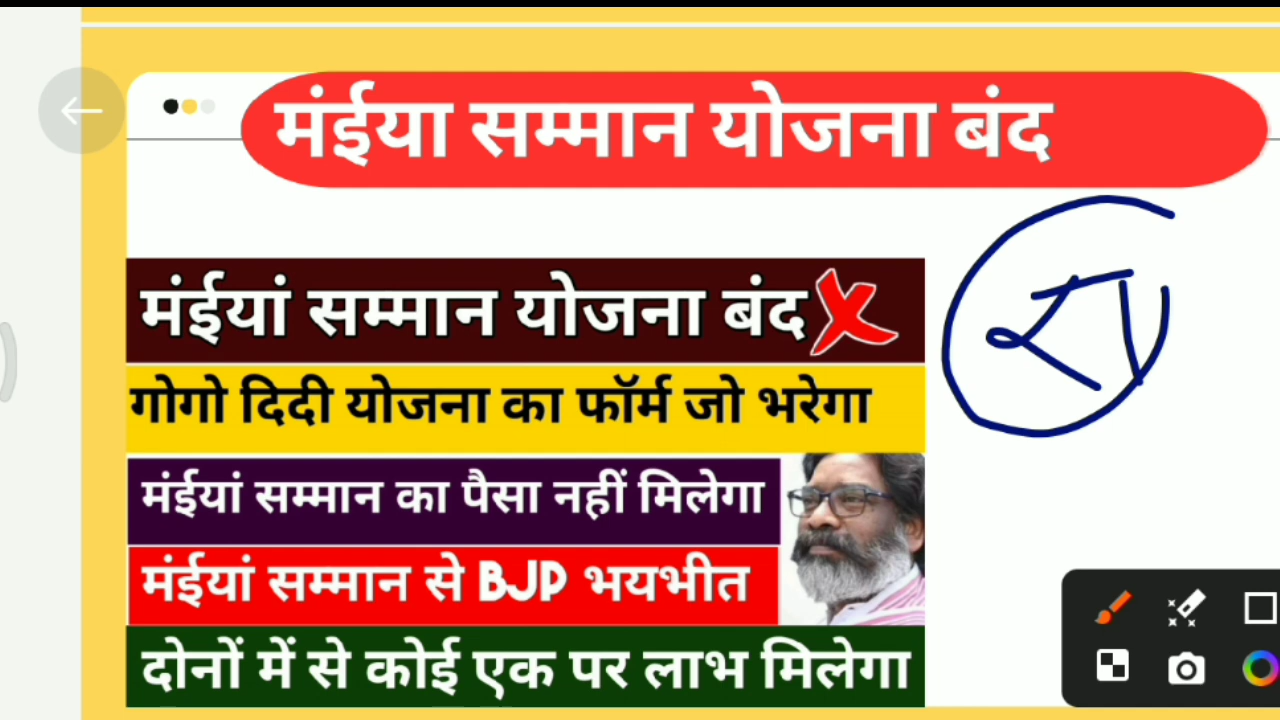 मंईया सम्मान योजना बंद
मंईयां सम्मान योजना बंद
गोगो दिदी योजना का फॉर्म जो भरेगा
मंईयां सम्मान का पैसा नहीं मिलेगा
मंईयां सम्मान से BJP भयभीत
दोनों में से कोई एक पर लाभ मिलेगा